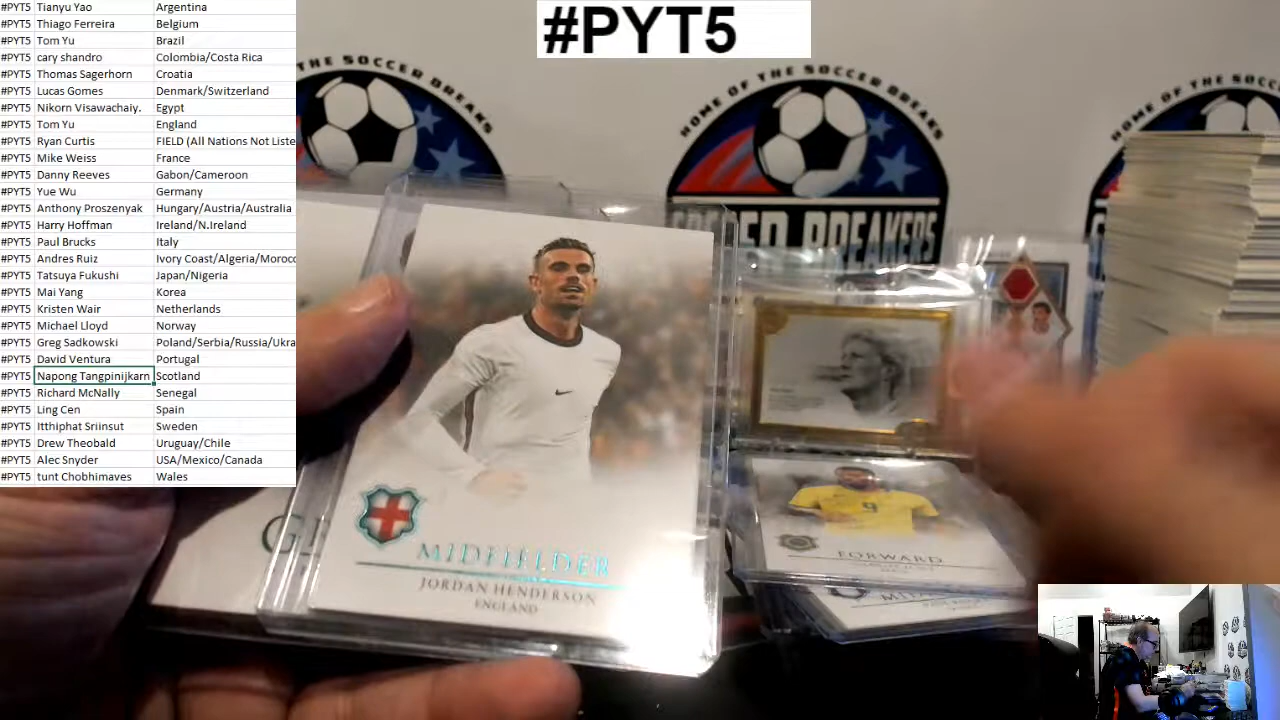 #PYT5
#PYT5 Tianyu Yao Argentina
#PYT5 Thiago Ferreira Belgium
#PYT5 Tom Yu Brazil
#PYT5 cary shandro Colombia/Costa Rica
#PYT5 Thomas Sagerhorn Croatia
#PYT5 Lucas Gomes Denmark/Switzerland
#PYT5 Nikorn Visawachaiy. Egypt
#PYT5 Tom Yu England
#PYT5 Ryan Curtis FIELD (All Nations Not Liste
#PYT5 Mike Weiss France
#PYT5 Danny Reeves Gabon/Cameroon
#PYT5 Yue Wu Germany
#PYT5 Anthony Proszenyak Hungary/Austria/Australia
#PYT5 Harry Hoffman Ireland/N.Ireland
#PYT5 Paul Brucks Italy
#PYT5 Andres Ruiz Ivory Coast/Algeria/Moroco
#PYT5 Tatsuya Fukushi Japan/Nigeria
#PYT5 Mai Yang Korea
#PYT5 Kristen Wair Netherlands
#PYT5 Michael Lloyd Norway
#PYT5 Greg Sadkowski Poland/Serbia/Russia/Ukra
#PYT5 David Ventura Portugal
#PYT5 Napong Tangpinijkarn Scotland
#PYT5 Richard McNally Senegal
#PYT5 Ling Cen Spain
#PYT5 Itthiphat Sriinsut Sweden
#PYT5 Drew Theobald Uruguay/Chile
#PYT5 Alec Snyder USA/Mexico/Canada
#PYT5 tunt Chobhimaves Wales
HOME OF THE SOCCER BREAKS
BREAKERS
MIDFIELDER
JORDAN HENDERSON
ENGLAND
FORWARD